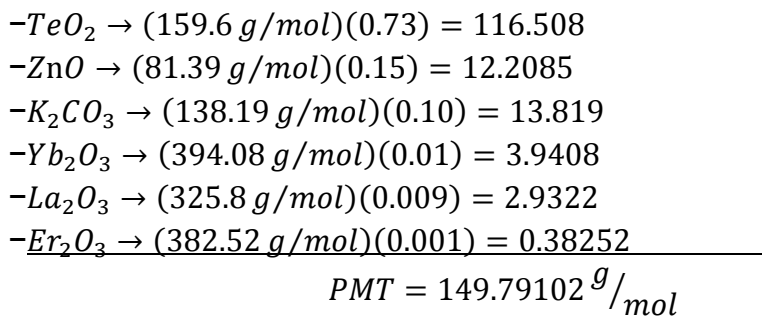 −TeO₂ → (159.6 g/mol)(0.73) = 116.508
−ZnO → (81.39 g/mol)(0.15) = 12.2085
−K₂CO₃ → (138.19 g/mol)(0.10) = 13.819
−Yb₂O₃ → (394.08 g/mol)(0.01) = 3.9408
−La₂O₃ → (325.8 g/mol)(0.009) = 2.9322
−Er₂O₃ → (382.52 g/mol)(0.001) = 0.38252
PMT = 149.79102 g/mol